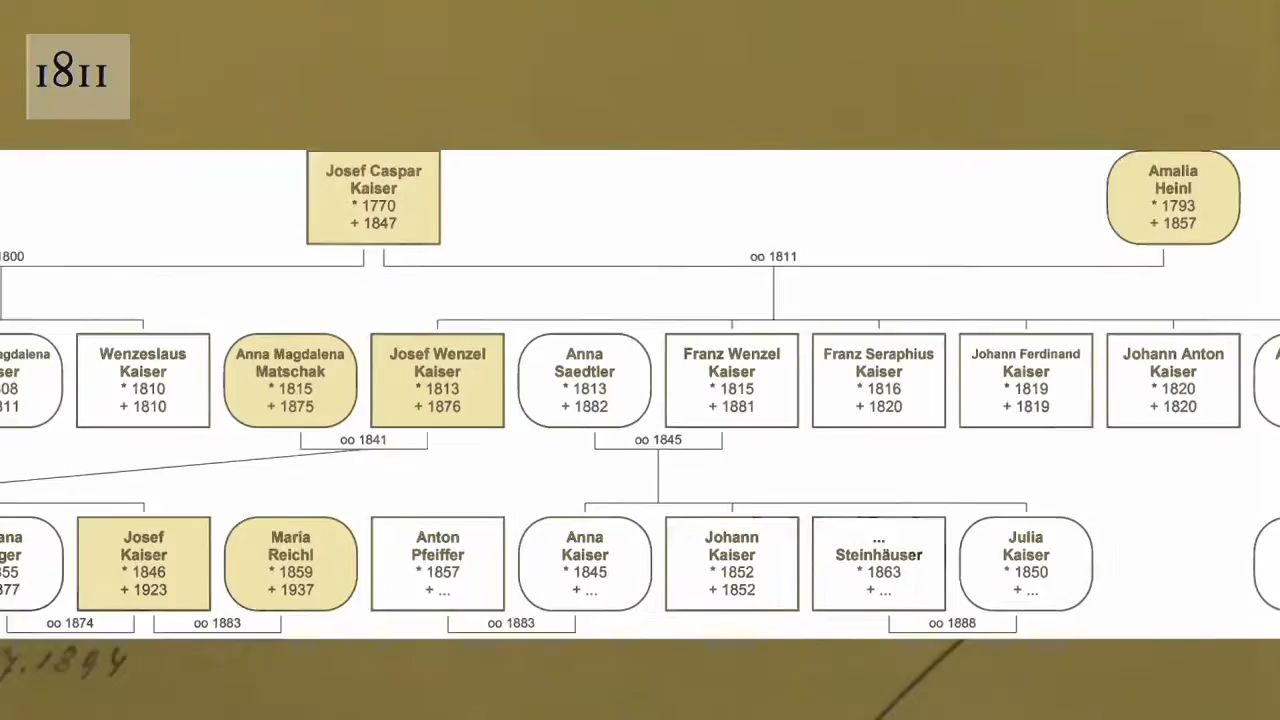 1811
Josef Caspar
Kaiser
* 1770
+ 1847
Amalia
Heinl
* 1793
+ 1857
1800
oo 1811
Wenzeslaus
Kaiser
* 1810
+ 1810
Anna Magdalena
Matschak
* 1815
+ 1875
Josef Wenzel
Kaiser
* 1813
+ 1876
Anna
Saedtler
* 1813
+ 1882
Franz Wenzel
Kaiser
* 1815
+ 1881
Franz Seraphius
Kaiser
* 1816
+ 1820
Johann Ferdinand
Kaiser
* 1819
+ 1819
Johann Anton
Kaiser
* 1820
+ 1820
oo 1841
oo 1845
Josef
Kaiser
* 1846
+ 1923
Maria
Reichl
* 1859
+ 1937
Anton
Pfeiffer
* 1857
+ ...
Anna
Kaiser
* 1845
+ ...
Johann
Kaiser
* 1852
+ 1852
...
Steinhäuser
* 1863
+ ...
Julia
Kaiser
* 1850
+ ...
oo 1874
oo 1883
oo 1883
oo 1888